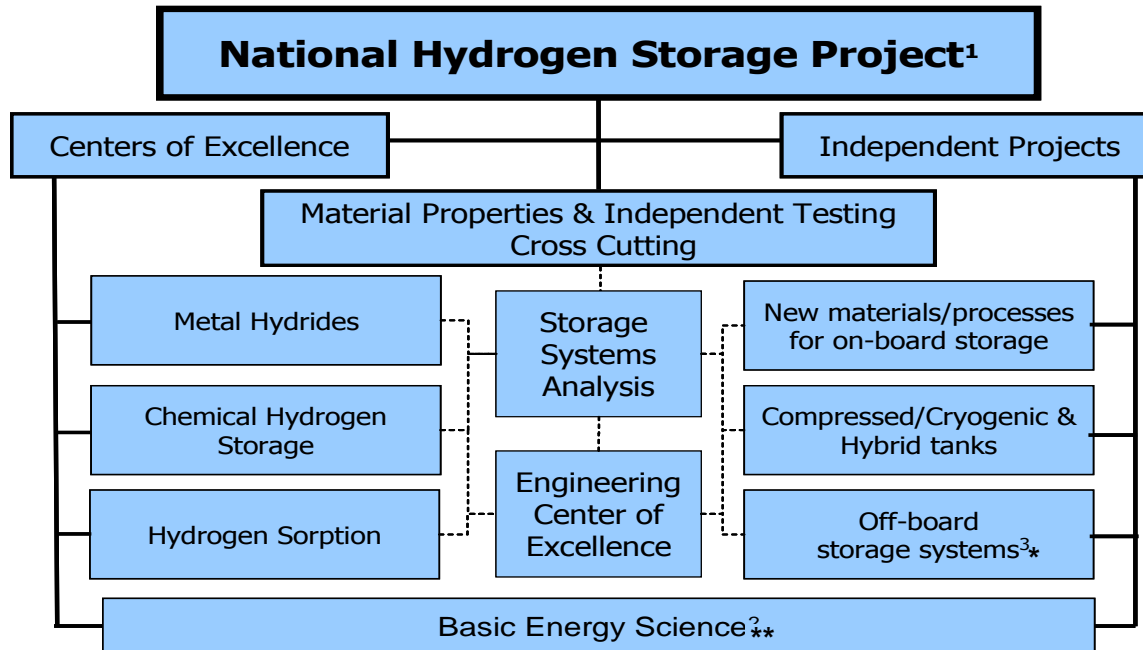 National Hydrogen Storage Project¹
Centers of Excellence
Independent Projects
Material Properties & Independent Testing
Cross Cutting
Metal Hydrides
Storage
Systems
Analysis
New materials/processes
for on-board storage
Chemical Hydrogen
Storage
Compressed/Cryogenic &
Hybrid tanks
Engineering
Center of
Excellence
Hydrogen Sorption
Off-board
storage systems³*
Basic Energy Science³**